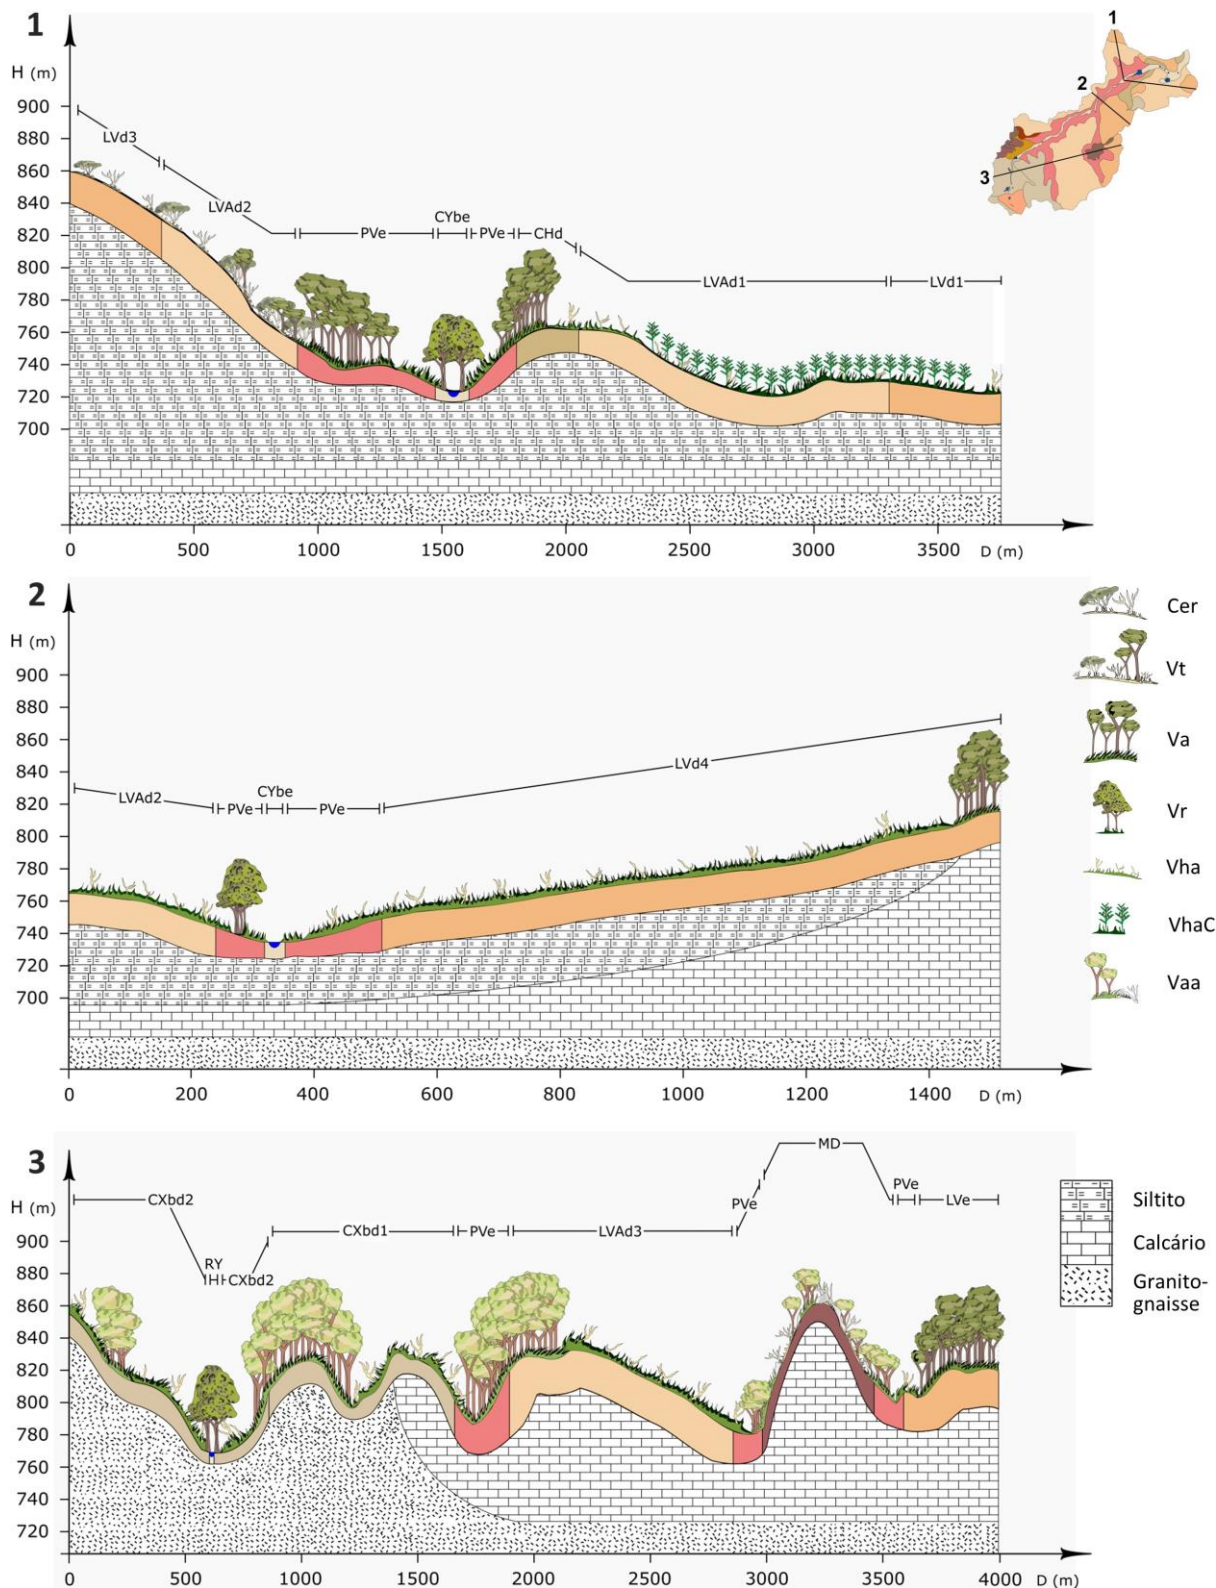 1
H (m)
900
880
860
840
820
800
780
760
740
720
700
LVd3
LVAd2
PVe
CYbe
PVe
CHd
LVAd1
LVd1
0
500
1000
1500
2000
2500
3000
3500
D (m)
1
2
3
2
H (m)
900
880
860
840
820
800
780
760
740
720
700
LVAd2
PVe
CYbe
PVe
LVd4
0
200
400
600
800
1000
1200
1400
D (m)
Cer
Vt
Va
Vr
Vha
VhaC
Vaa
3
H (m)
900
880
860
840
820
800
780
760
740
720
CXbd2
RY
CXbd2
CXbd1
PVe
LVAd3
PVe
MD
PVe
LVe
0
500
1000
1500
2000
2500
3000
3500
4000
D (m)
Siltito
Calcário
Granito-
gnaisse